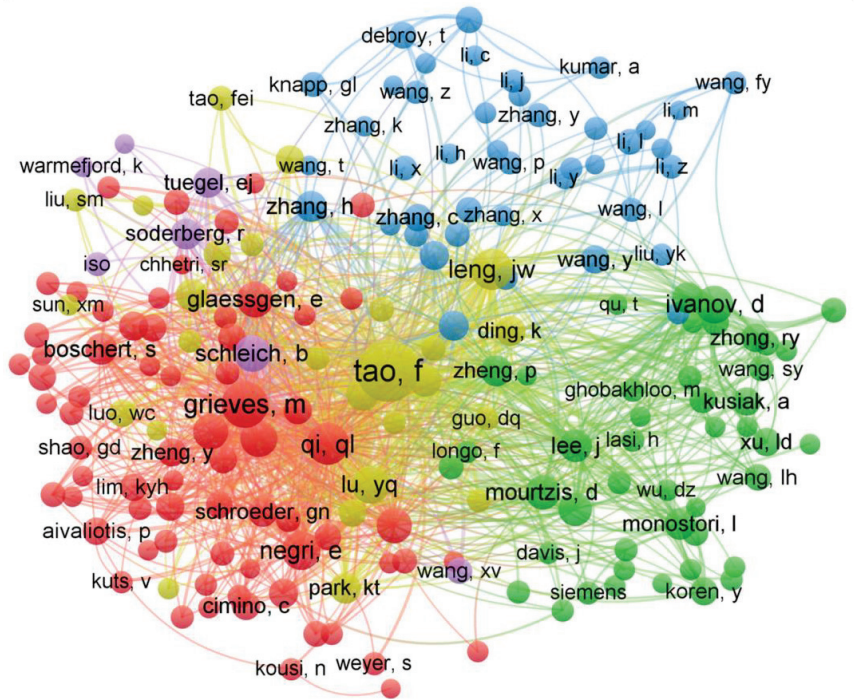 debroy, t
li, c
kumar, a
knapp, gl
wang, z
li, j
wang, fy
tao, fei
zhang, k
zhang, y
li, m
li, l
warmefjord, k
wang, t
li, x
li, h
wang, p
li, y
li, z
tuegel, ej
liu, sm
zhang, h
zhang, c
zhang, x
wang, l
soderberg, r
iso
chhetri, sr
leng, jw
wang, y
liu, yk
sun, xm
glaessgen, e
qu, t
ivanov, d
boschert, s
schleich, b
ding, k
zhong, ry
tao, f
zheng, p
wang, sy
ghobakhloo, m
kusiak, a
luo, wc
grieves, m
guo, dq
shao, gd
zheng, y
qi, ql
longo, f
lee, j
lasi, h
xu, ld
lim, kyh
lu, yq
mourtzis, d
wu, dz
wang, lh
aivaliotis, p
schroeder, gn
monostori, l
negri, e
davis, j
kuts, v
cimino, c
park, kt
wang, xv
siemens
koren, y
kousi, n
weyer, s